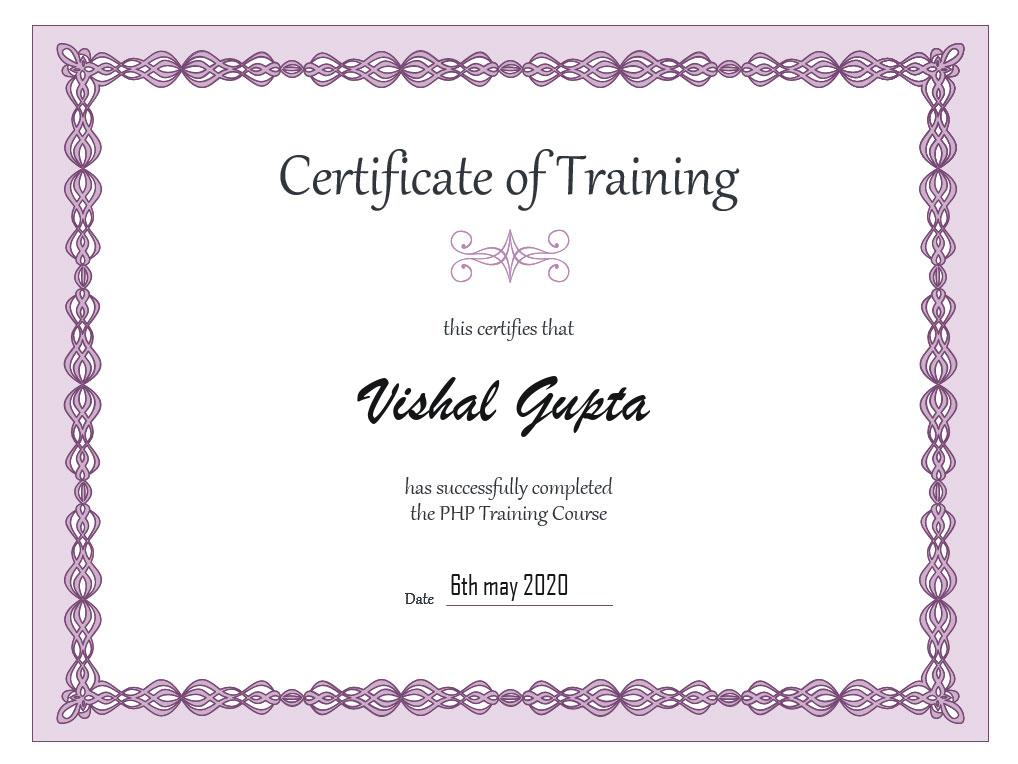 Certificate of Training
this certifies that
Vishal Gupta
has successfully completed
the PHP Training Course
Date 6th may 2020